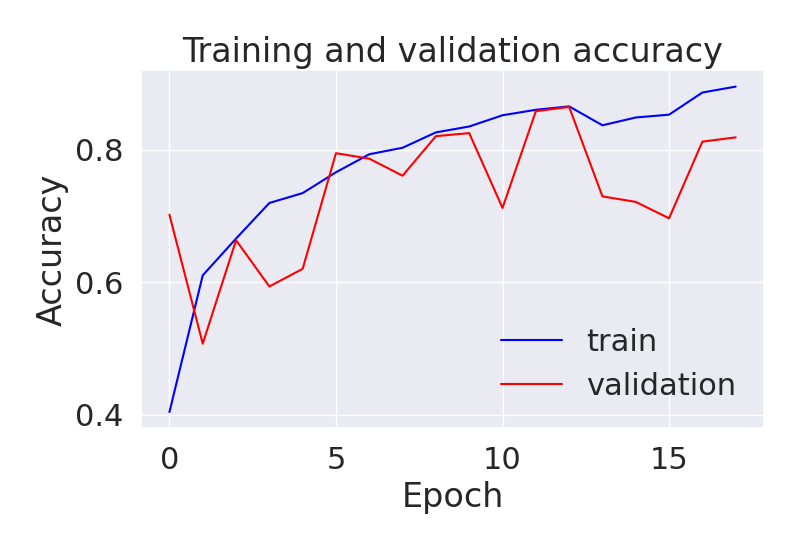 Training and validation accuracy
0.8
0.6
0.4
Accuracy
train
validation
0 5 10 15
Epoch